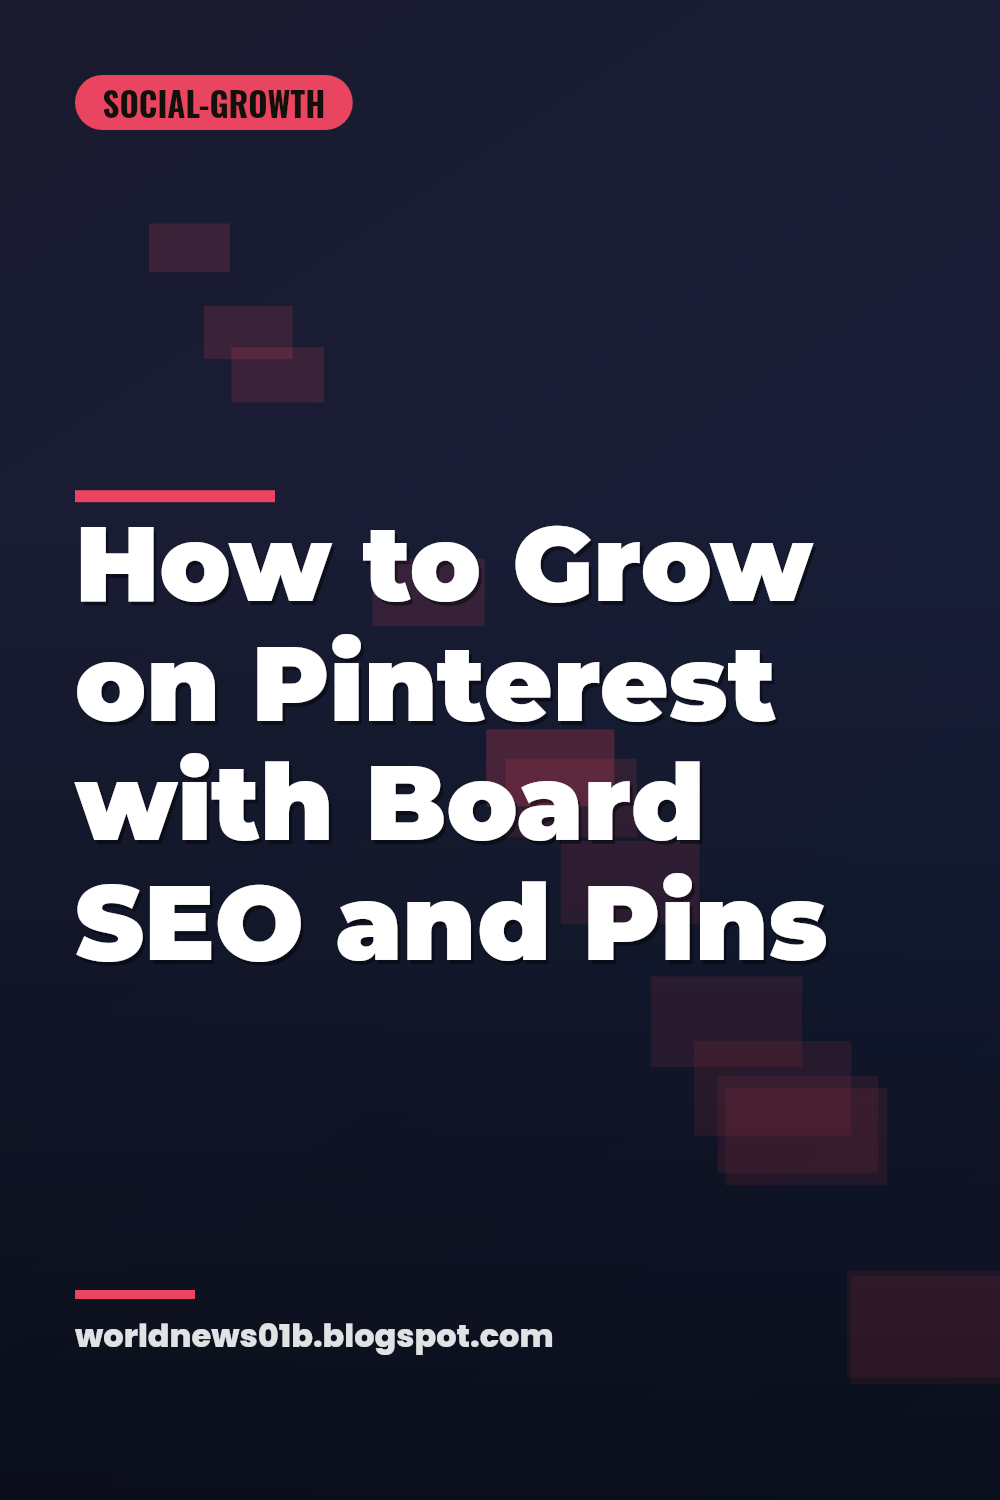 SOCIAL-GROWTH
How to Grow
on Pinterest
with Board
SEO and Pins
worldnews01b.blogspot.com